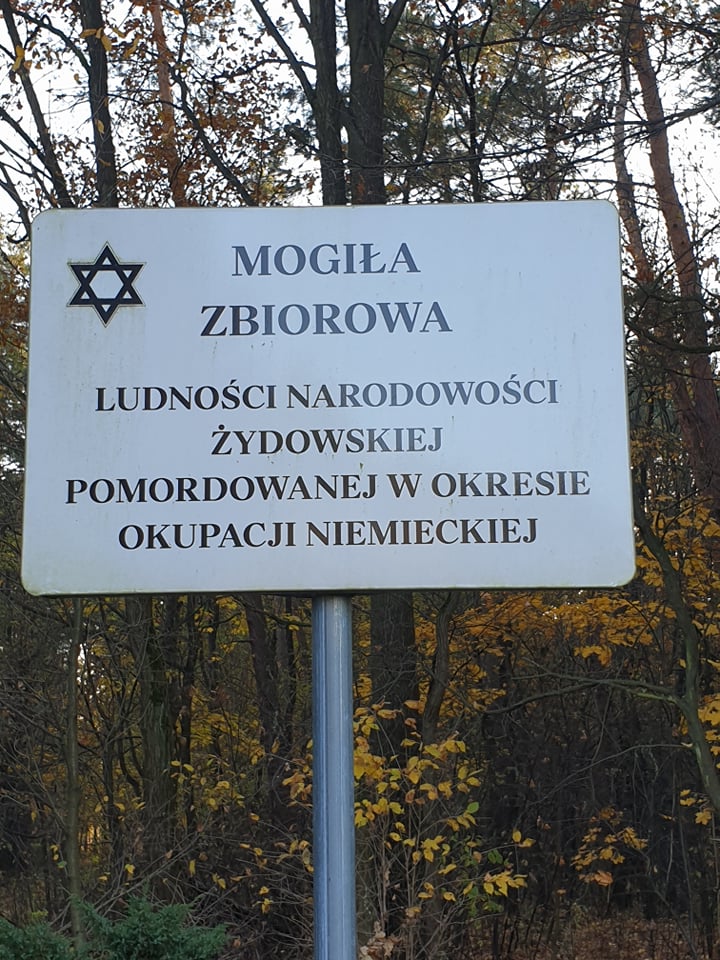 MOGIŁA
ZBIOROWA
LUDNOŚCI NARODOWOŚCI
ŻYDOWSKIEJ
POMORDOWANEJ W OKRESIE
OKUPACJI NIEMIECKIEJ